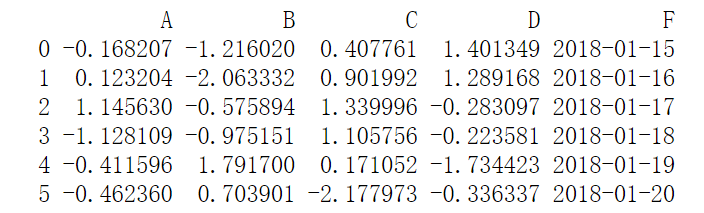 A B C D F
0 -0.168207 -1.216020 0.407761 1.401349 2018-01-15
1 0.123204 -2.063332 0.901992 1.289168 2018-01-16
2 1.145630 -0.575894 1.339996 -0.283097 2018-01-17
3 -1.128109 -0.975151 1.105756 -0.223581 2018-01-18
4 -0.411596 1.791700 0.171052 -1.734423 2018-01-19
5 -0.462360 0.703901 -2.177973 -0.336337 2018-01-20